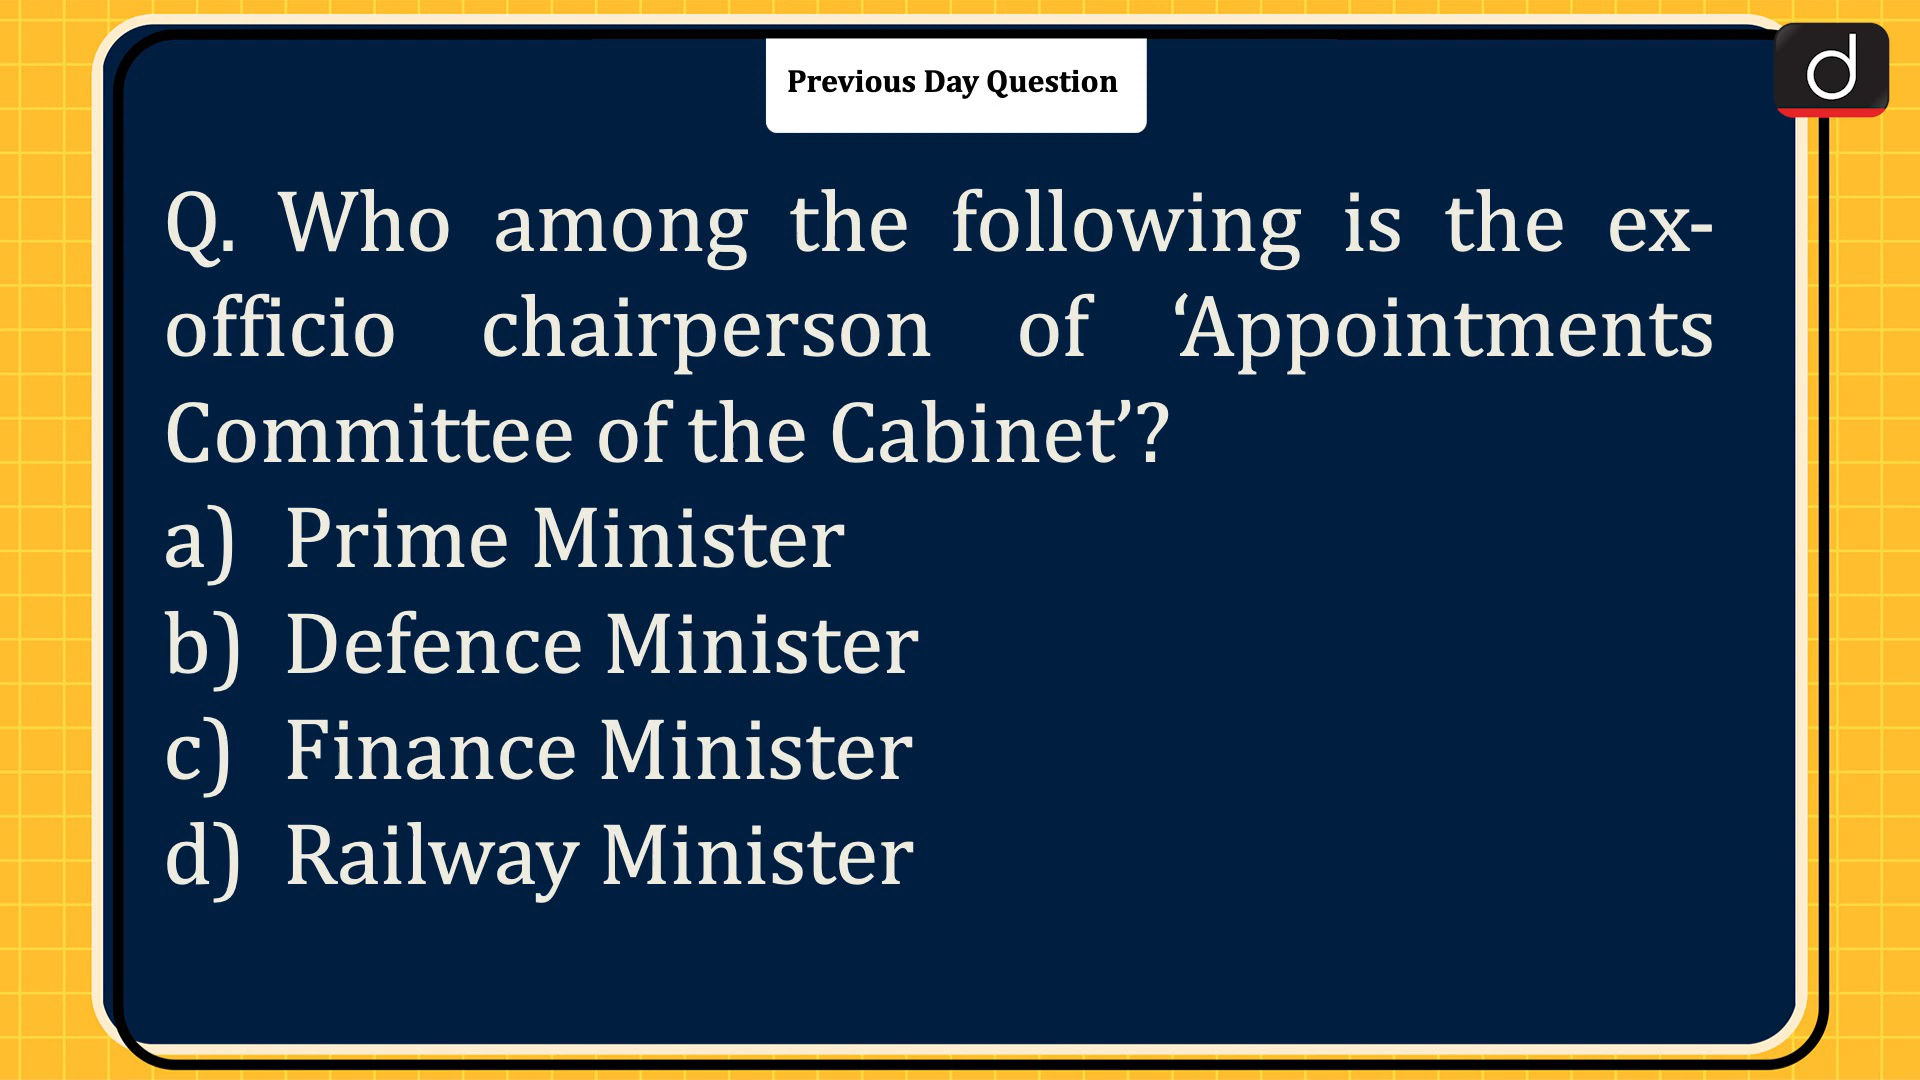 Previous Day Question
d
Q. Who among the following is the ex-
officio chairperson of ‘Appointments
Committee of the Cabinet’?
a) Prime Minister
b) Defence Minister
c) Finance Minister
d) Railway Minister